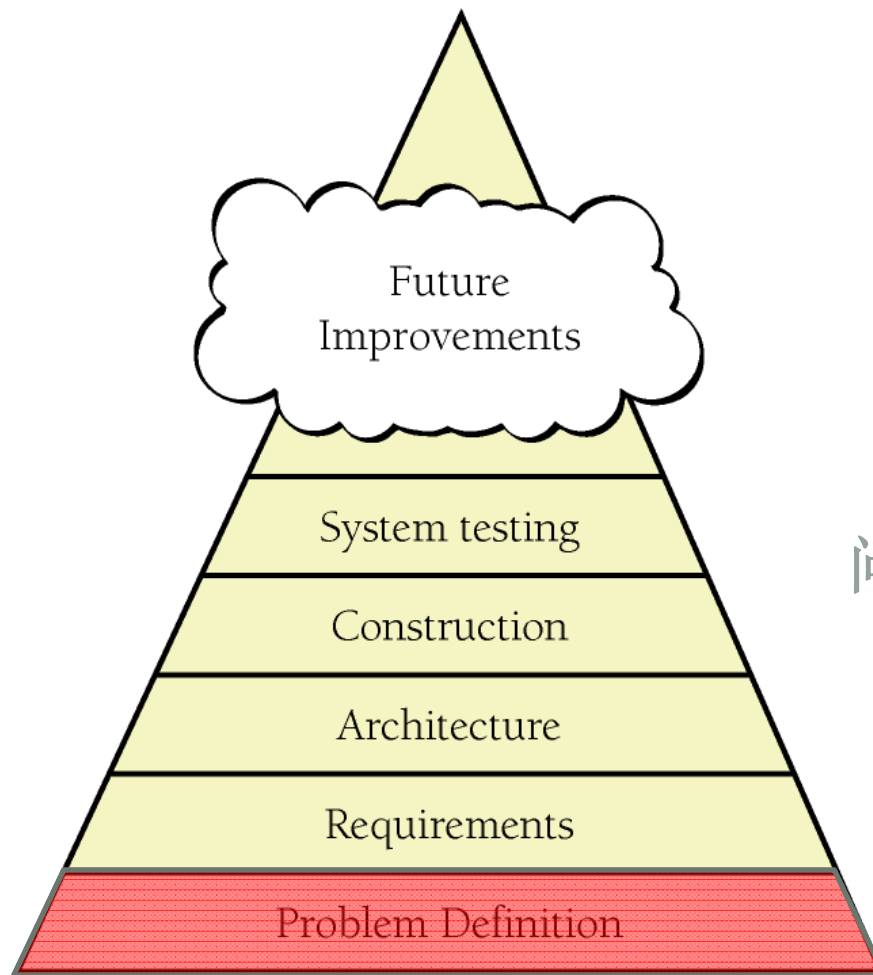 Future
Improvements
System testing
Construction
Architecture
Requirements
Problem Definition